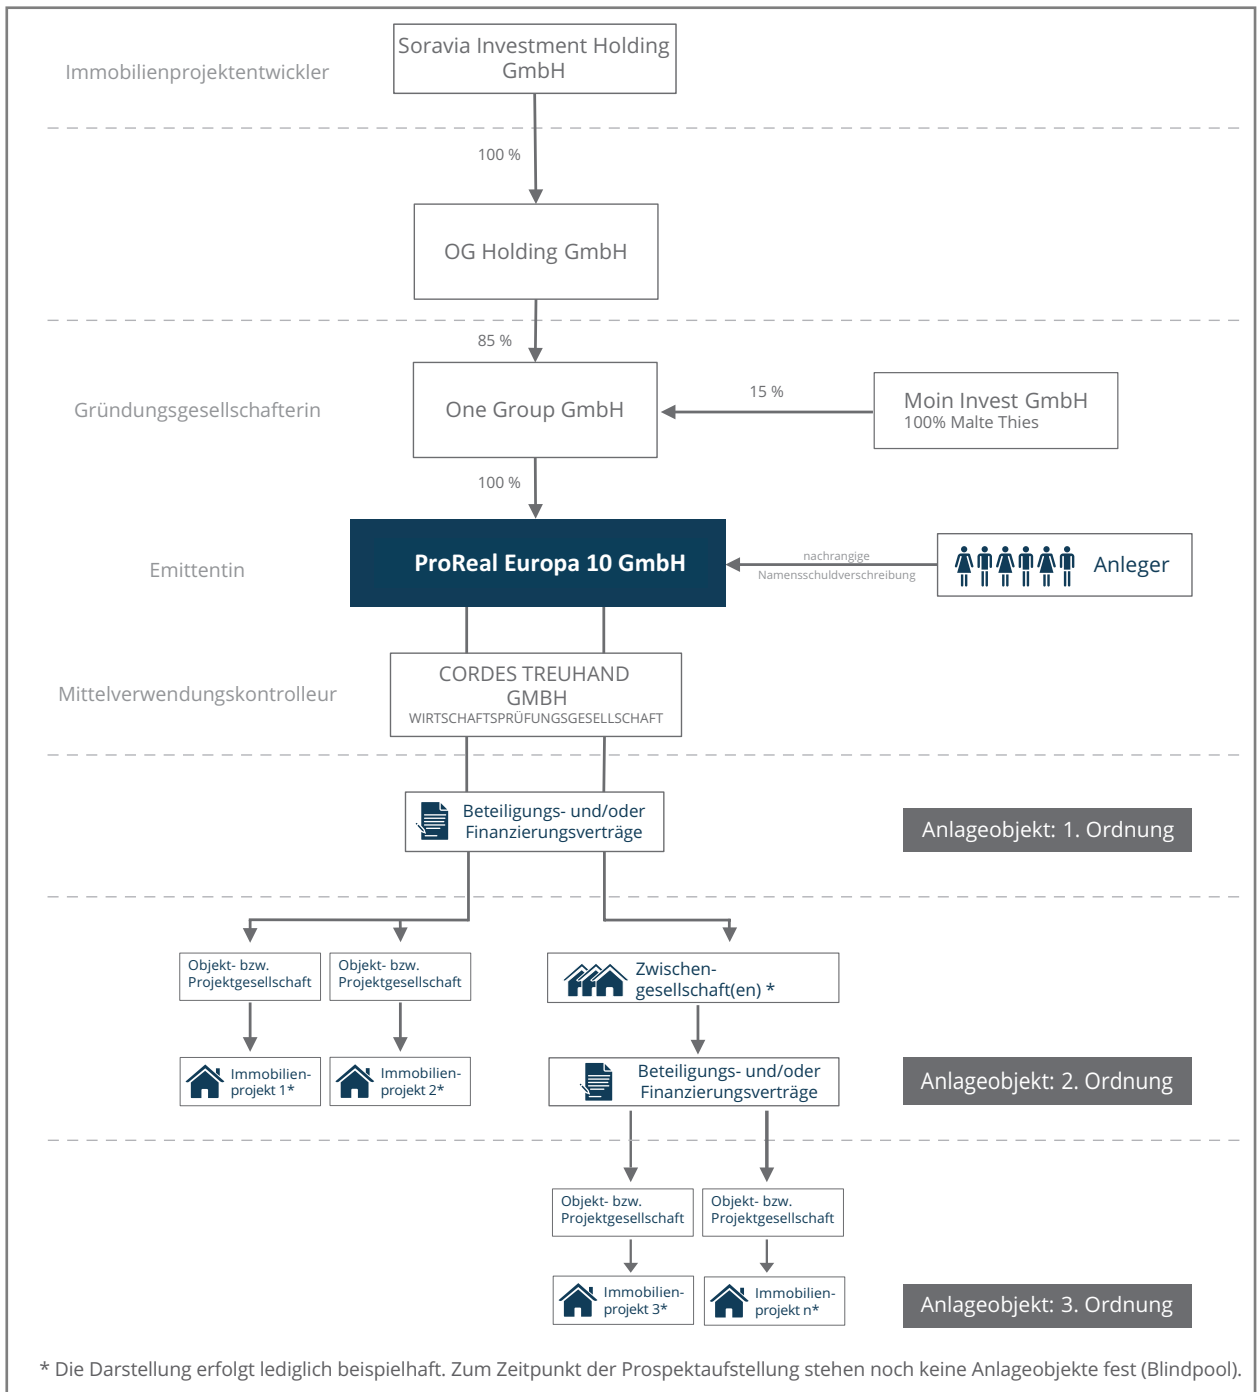 Soravia Investment Holding
GmbH
Immobilienprojektentwickler
100 %
OG Holding GmbH
85 %
Gründungsgesellschafterin
One Group GmbH
15 %
Moin Invest GmbH
100% Malte Thies
100 %
Emittentin
ProReal Europa 10 GmbH
nachrangige
Namensschuldverschreibung
Anleger
Mittelverwendungskontrolleur
CORDES TREUHAND
GMBH
WIRTSCHAFTSPRÜFUNGSGESELLSCHAFT
Beteiligungs- und/oder
Finanzierungsverträge
Anlageobjekt: 1. Ordnung
Objekt- bzw.
Projektgesellschaft
Objekt- bzw.
Projektgesellschaft
Zwischen-
gesellschaft(en) *
Immobilien-
projekt 1*
Immobilien-
projekt 2*
Beteiligungs- und/oder
Finanzierungsverträge
Anlageobjekt: 2. Ordnung
Objekt- bzw.
Projektgesellschaft
Objekt- bzw.
Projektgesellschaft
Immobilien-
projekt 3*
Immobilien-
projekt n*
Anlageobjekt: 3. Ordnung
* Die Darstellung erfolgt lediglich beispielhaft. Zum Zeitpunkt der Prospektaufstellung stehen noch keine Anlageobjekte fest (Blindpool).